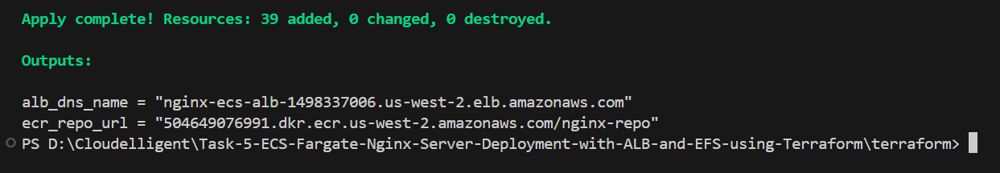 Apply complete! Resources: 39 added, 0 changed, 0 destroyed.
Outputs:
alb_dns_name = "nginx-ecs-alb-1498337006.us-west-2.elb.amazonaws.com"
ecr_repo_url = "504649076991.dkr.ecr.us-west-2.amazonaws.com/nginx-repo"
PS D:\Cloudelligent\Task-5-ECS-Fargate-Nginx-Server-Deployment-with-ALB-and-EFS-using-Terraform\terraform>